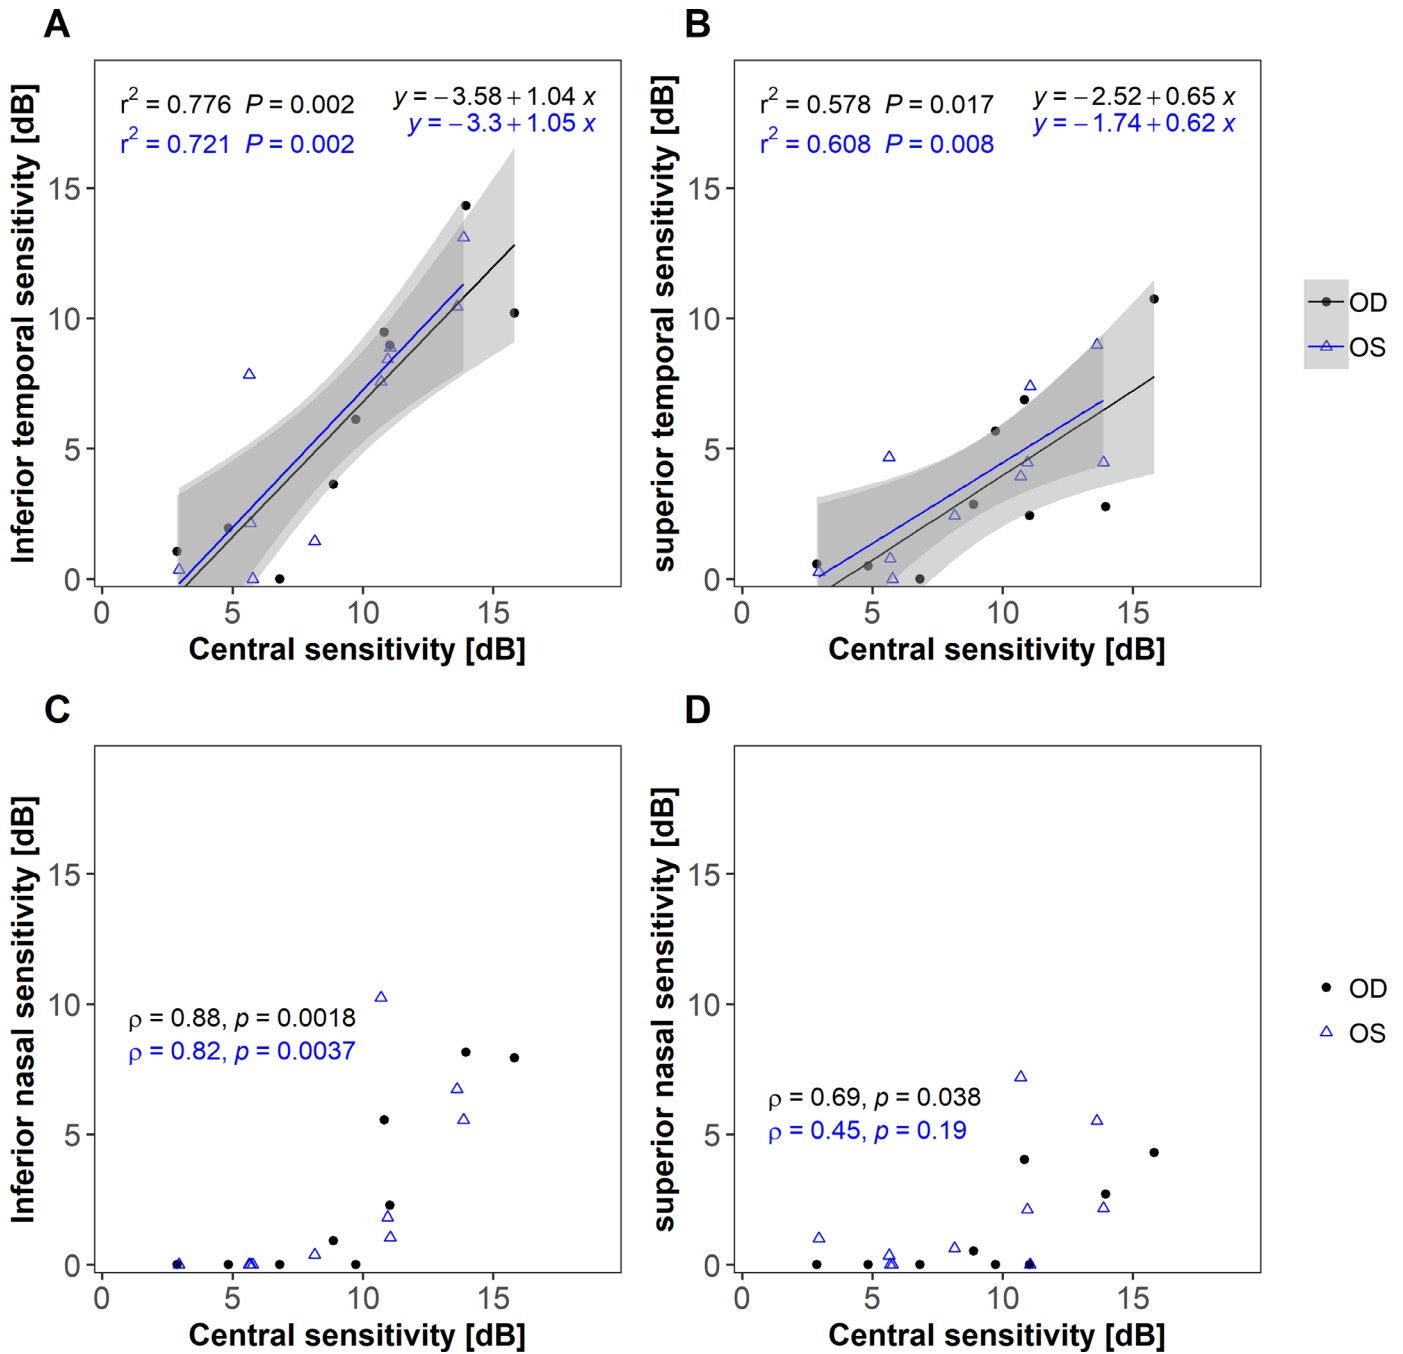 A
r² = 0.776 P = 0.002
y = −3.58 + 1.04 x
r² = 0.721 P = 0.002
y = −3.3 + 1.05 x
Inferior temporal sensitivity [dB]
15
10
5
0
0 5 10 15
Central sensitivity [dB]
B
r² = 0.578 P = 0.017
y = −2.52 + 0.65 x
r² = 0.608 P = 0.008
y = −1.74 + 0.62 x
superior temporal sensitivity [dB]
15
10
5
0
0 5 10 15
Central sensitivity [dB]
OD
OS
C
ρ = 0.88, p = 0.0018
ρ = 0.82, p = 0.0037
Inferior nasal sensitivity [dB]
15
10
5
0
0 5 10 15
Central sensitivity [dB]
D
ρ = 0.69, p = 0.038
ρ = 0.45, p = 0.19
superior nasal sensitivity [dB]
15
10
5
0
0 5 10 15
Central sensitivity [dB]
OD
OS